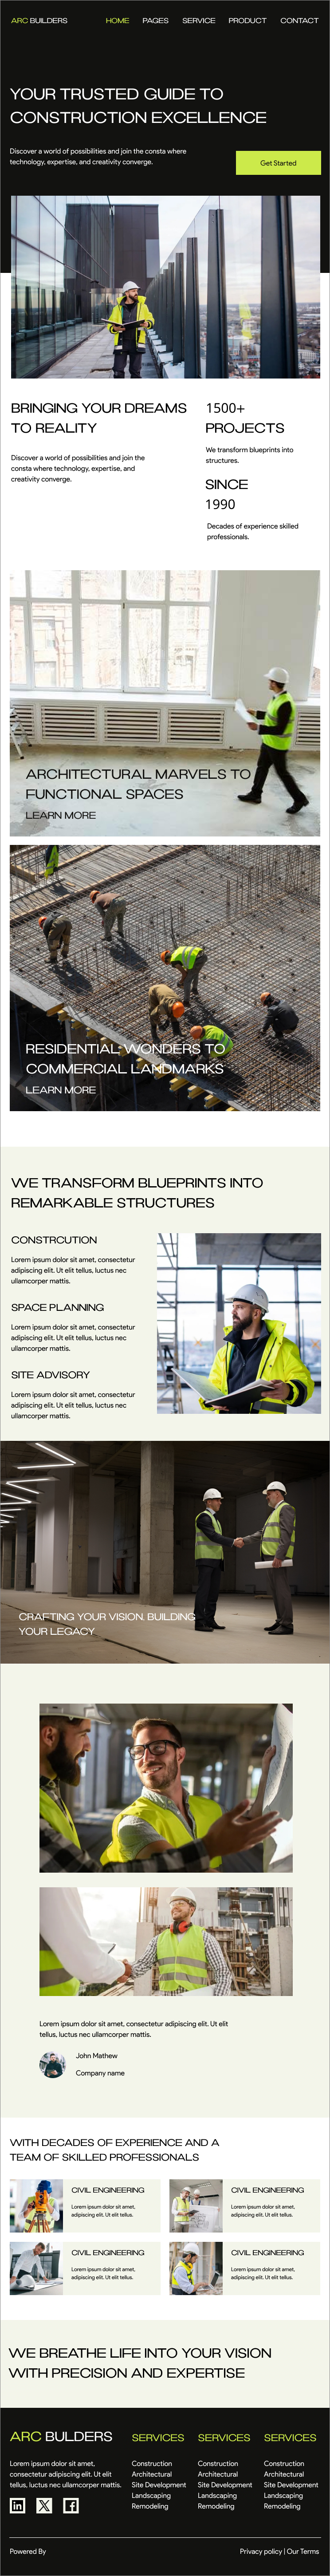 ARC BUILDERS
HOME PAGES SERVICE PRODUCT CONTACT
YOUR TRUSTED GUIDE TO
CONSTRUCTION EXCELLENCE
Discover a world of possibilities and join the consta where
technology, expertise, and creativity converge.
Get Started
BRINGING YOUR DREAMS
TO REALITY
Discover a world of possibilities and join the
consta where technology, expertise, and
creativity converge.
1500+
PROJECTS
We transform blueprints into
structures.
SINCE
1990
Decades of experience skilled
professionals.
ARCHITECTURAL MARVELS TO
FUNCTIONAL SPACES
LEARN MORE
RESIDENTIAL WONDERS TO
COMMERCIAL LANDMARKS
LEARN MORE
WE TRANSFORM BLUEPRINTS INTO
REMARKABLE STRUCTURES
CONSTRCUTION
Lorem ipsum dolor sit amet, consectetur
adipiscing elit. Ut elit tellus, luctus nec
ullamcorper mattis.
SPACE PLANNING
Lorem ipsum dolor sit amet, consectetur
adipiscing elit. Ut elit tellus, luctus nec
ullamcorper mattis.
SITE ADVISORY
Lorem ipsum dolor sit amet, consectetur
adipiscing elit. Ut elit tellus, luctus nec
ullamcorper mattis.
CRAFTING YOUR VISION, BUILDING
YOUR LEGACY
Lorem ipsum dolor sit amet, consectetur adipiscing elit. Ut elit
tellus, luctus nec ullamcorper mattis.
John Mathew
Company name
WITH DECADES OF EXPERIENCE AND A
TEAM OF SKILLED PROFESSIONALS
CIVIL ENGINEERING
Lorem ipsum dolor sit amet,
adipiscing elit. Ut elit tellus.
CIVIL ENGINEERING
Lorem ipsum dolor sit amet,
adipiscing elit. Ut elit tellus.
CIVIL ENGINEERING
Lorem ipsum dolor sit amet,
adipiscing elit. Ut elit tellus.
CIVIL ENGINEERING
Lorem ipsum dolor sit amet,
adipiscing elit. Ut elit tellus.
WE BREATHE LIFE INTO YOUR VISION
WITH PRECISION AND EXPERTISE
ARC BULDERS
Lorem ipsum dolor sit amet,
consectetur adipiscing elit. Ut elit
tellus, luctus nec ullamcorper mattis.
SERVICES
Construction
Architectural
Site Development
Landscaping
Remodeling
SERVICES
Construction
Architectural
Site Development
Landscaping
Remodeling
SERVICES
Construction
Architectural
Site Development
Landscaping
Remodeling
Powered By
Privacy policy | Our Terms